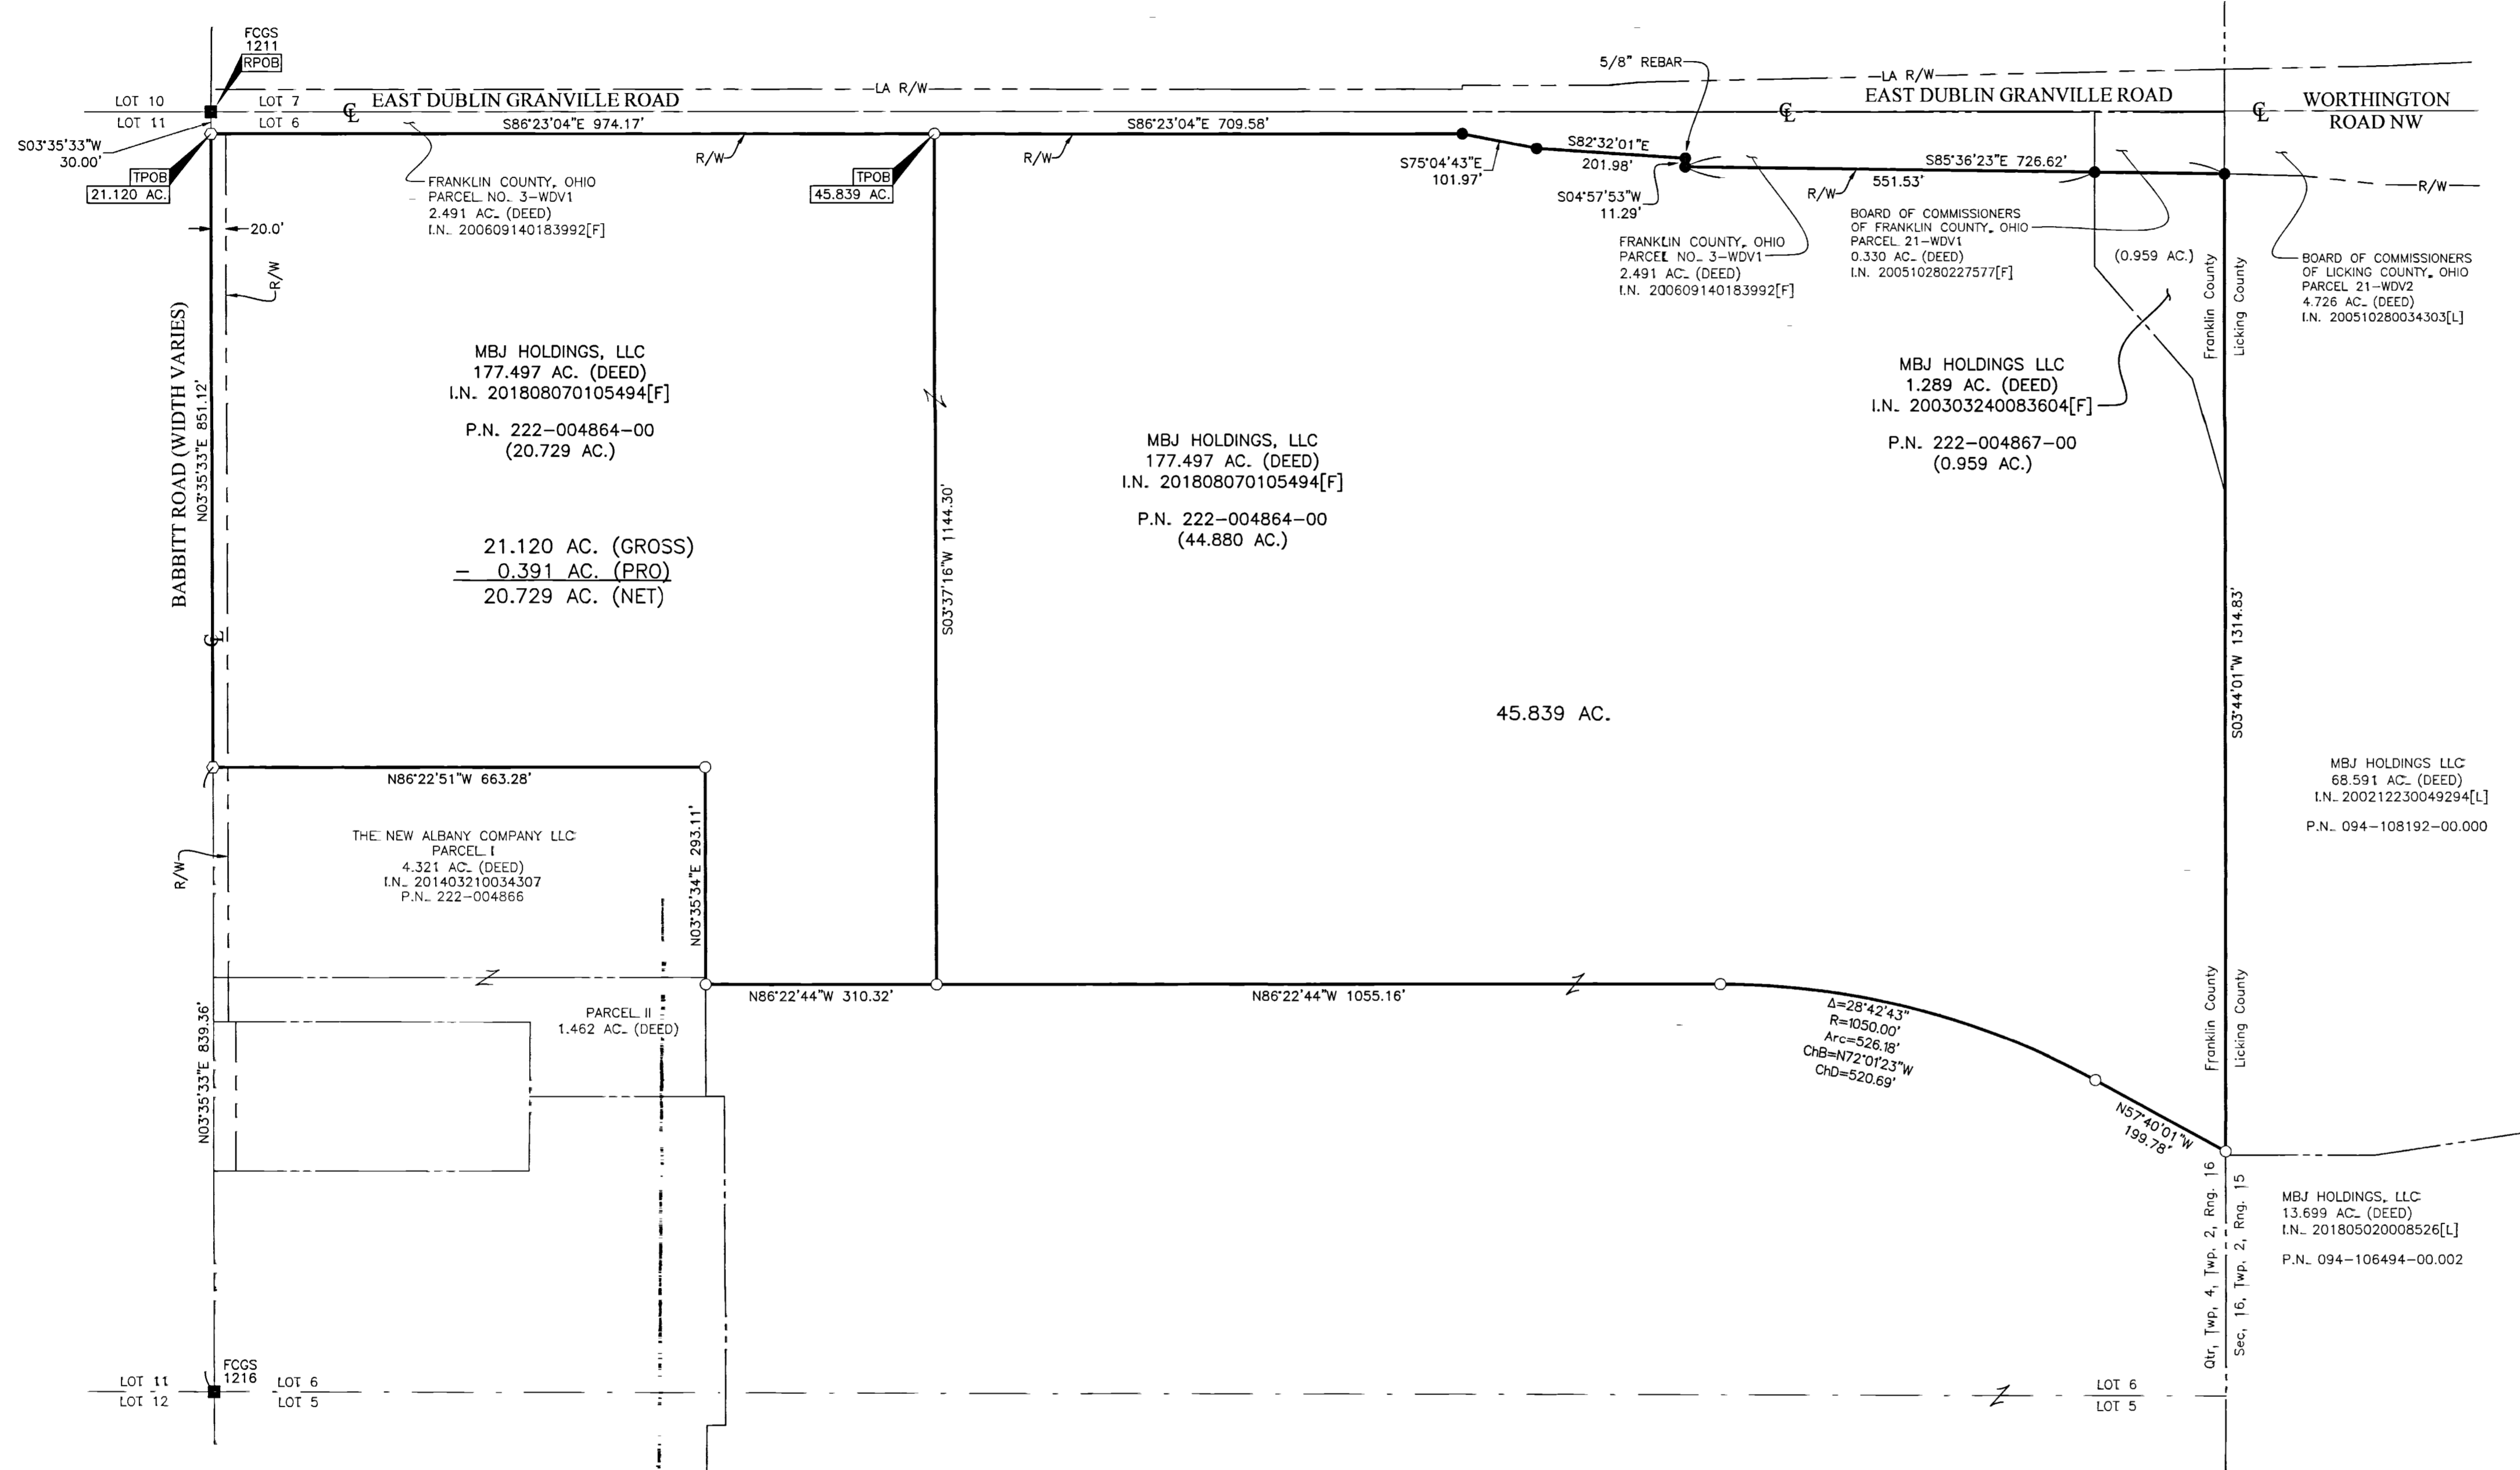 FCGS
1211
RPOB
LOT 10
LOT 7
LOT 11
LOT 6
EAST DUBLIN GRANVILLE ROAD
LA R/W
5/8" REBAR
LA R/W
EAST DUBLIN GRANVILLE ROAD
WORTHINGTON
ROAD NW
S03°35'33"W
30.00'
S86°23'04"E 974.17'
R/W
S86°23'04"E 709.58'
R/W
S75°04'43"E
101.97'
S82°32'01"E
201.98'
S04°57'53"W
11.29'
S85°36'23"E 726.62'
551.53'
R/W
R/W
TPOB
21.120 AC.
TPOB
45.839 AC.
20.0'
R/W
FRANKLIN COUNTY, OHIO
PARCEL NO. 3-WDV1
2.491 AC. (DEED)
I.N. 200609140183992[F]
FRANKLIN COUNTY, OHIO
PARCEL NO. 3-WDV1
2.491 AC. (DEED)
I.N. 200609140183992[F]
BOARD OF COMMISSIONERS
OF FRANKLIN COUNTY, OHIO
PARCEL 21-WDV1
0.330 AC. (DEED)
I.N. 200510280227577[F]
(0.959 AC.)
Franklin County
Licking County
BOARD OF COMMISSIONERS
OF LICKING COUNTY, OHIO
PARCEL 21-WDV2
4.726 AC. (DEED)
I.N. 200510280034303[L]
BABBITT ROAD (WIDTH VARIES)
N03°35'33"E 851.12'
MBJ HOLDINGS, LLC
177.497 AC. (DEED)
I.N. 201808070105494[F]
P.N. 222-004864-00
(20.729 AC.)
21.120 AC. (GROSS)
- 0.391 AC. (PRO)
20.729 AC. (NET)
S03°37'16"W 1144.30'
MBJ HOLDINGS, LLC
177.497 AC. (DEED)
I.N. 201808070105494[F]
P.N. 222-004864-00
(44.880 AC.)
MBJ HOLDINGS LLC
1.289 AC. (DEED)
I.N. 200303240083604[F]
P.N. 222-004867-00
(0.959 AC.)
45.839 AC.
S03°44'01"W 1314.83'
MBJ HOLDINGS LLC
68.591 AC. (DEED)
I.N. 200212230049294[L]
P.N. 094-108192-00.000
N86°22'51"W 663.28'
THE NEW ALBANY COMPANY LLC
PARCEL I
4.321 AC. (DEED)
I.N. 201403210034307
P.N. 222-004866
R/W
N03°35'34"E 293.11'
N86°22'44"W 310.32'
N86°22'44"W 1055.16'
PARCEL II
1.462 AC. (DEED)
Δ=28°42'43"
R=1050.00'
Arc=526.18'
ChB=N72°01'23"W
ChD=520.69'
N57°40'01"W
199.78'
Franklin County
Licking County
N03°35'33"E 839.36'
Qtr, Twp, 4, Twp. 2, Rng. 16
Sec, 16, Twp. 2, Rng. 15
MBJ HOLDINGS, LLC
13.699 AC. (DEED)
I.N. 201805020008526[L]
P.N. 094-106494-00.002
FCGS
1216
LOT 11
LOT 6
LOT 12
LOT 5
LOT 6
LOT 5